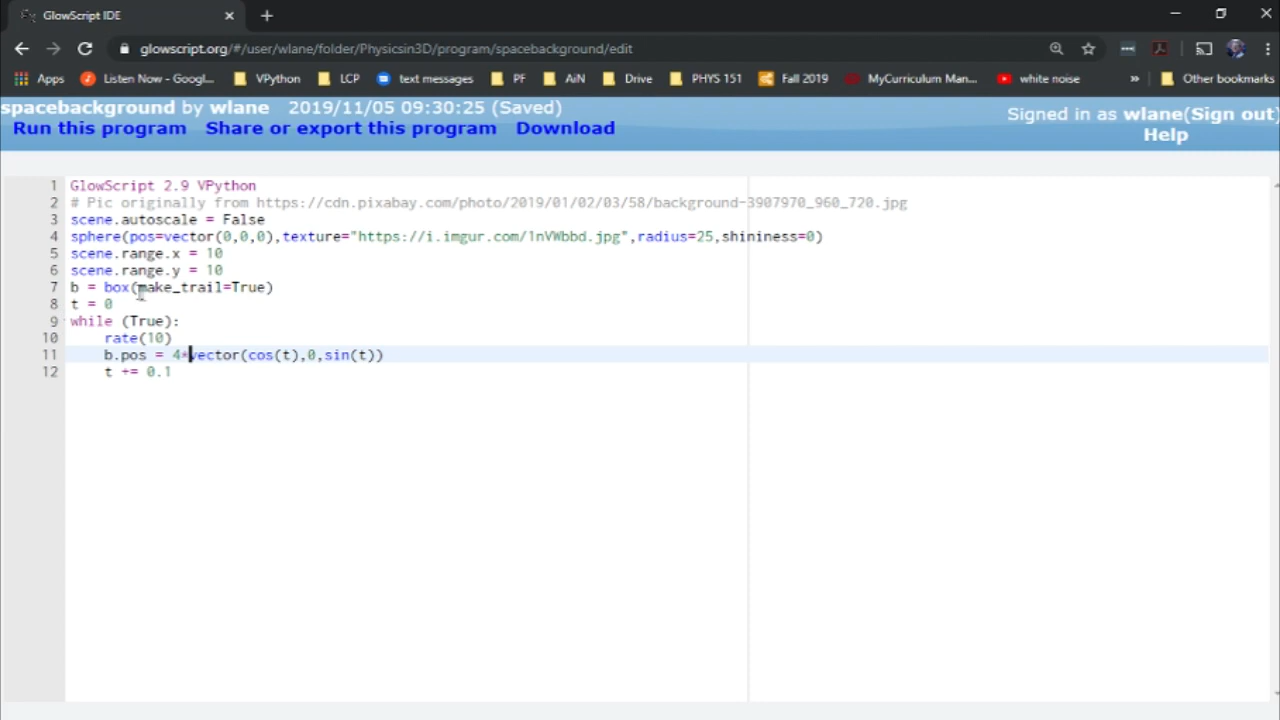 GlowScript IDE
glowscript.org/#/user/wlane/folder/Physicsin3D/program/spacebackground/edit
Apps Listen Now - Googl... VPython LCP text messages PF AiN Drive PHYS 151 Fall 2019 MyCurriculum Man... white noise » Other bookmarks
spacebackground by wlane 2019/11/05 09:30:25 (Saved)
Signed in as wlane(Sign out)
Run this program Share or export this program Download
Help
1 GlowScript 2.9 VPython
2 # Pic originally from https://cdn.pixabay.com/photo/2019/01/02/03/58/background-3907970_960_720.jpg
3 scene.autoscale = False
4 sphere(pos=vector(0,0,0),texture="https://i.imgur.com/1nVWbbd.jpg",radius=25,shininess=0)
5 scene.range.x = 10
6 scene.range.y = 10
7 b = box(make_trail=True)
8 t = 0
9 while (True):
10 rate(10)
11 b.pos = 4*vector(cos(t),0,sin(t))
12 t += 0.1